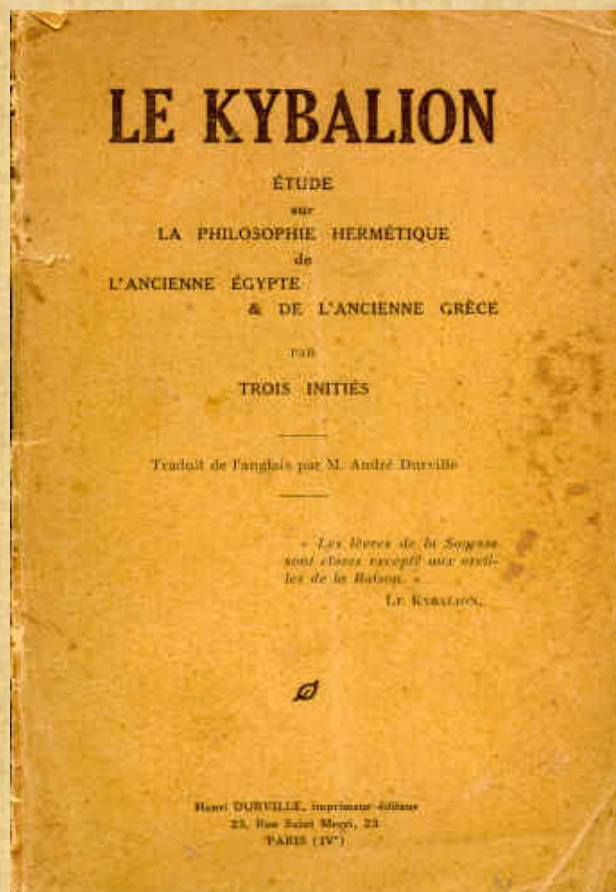 LE KYBALION
ÉTUDE
sur
LA PHILOSOPHIE HERMÉTIQUE
de
L'ANCIENNE ÉGYPTE
& DE L'ANCIENNE GRÈCE
PAR
TROIS INITIÉS
Traduit de l'anglais par M. André Durville
« Les lèvres de la Sagesse
sont closes excepté aux oreil-
les de la Raison. »
LE KYBALION.
Henri DURVILLE, imprimeur-éditeur
23, Rue Saint Merri, 23
PARIS (IVe)